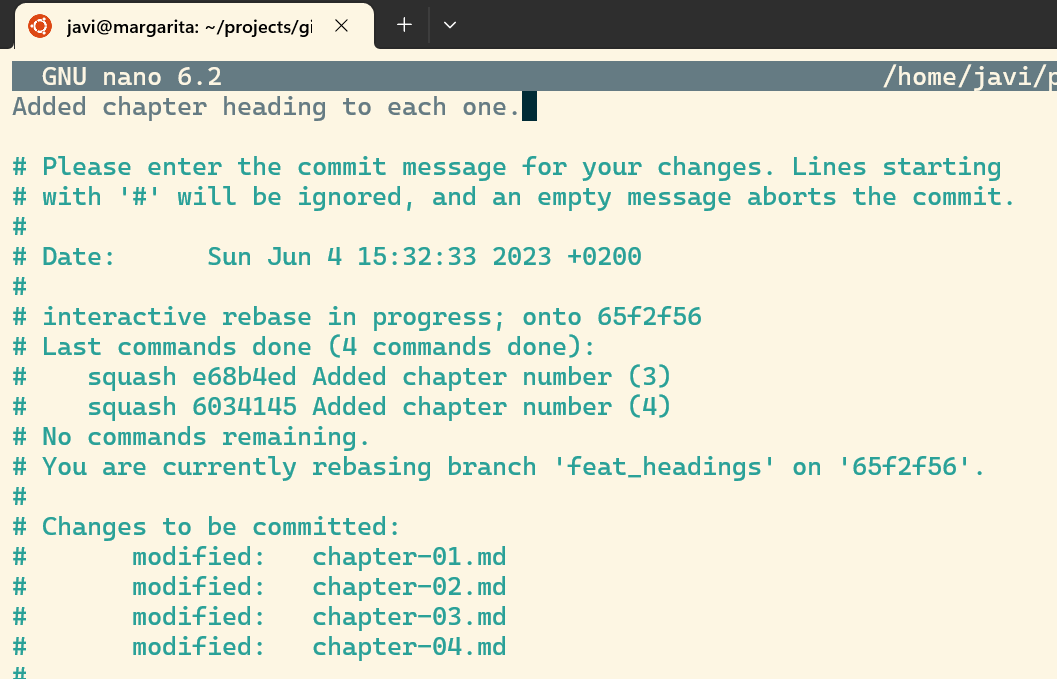 javi@margarita: ~/projects/gi
GNU nano 6.2 /home/javi/p
Added chapter heading to each one.
# Please enter the commit message for your changes. Lines starting
# with '#' will be ignored, and an empty message aborts the commit.
#
# Date:      Sun Jun 4 15:32:33 2023 +0200
#
# interactive rebase in progress; onto 65f2f56
# Last commands done (4 commands done):
#    squash e68b4ed Added chapter number (3)
#    squash 6034145 Added chapter number (4)
# No commands remaining.
# You are currently rebasing branch 'feat_headings' on '65f2f56'.
#
# Changes to be committed:
#       modified:   chapter-01.md
#       modified:   chapter-02.md
#       modified:   chapter-03.md
#       modified:   chapter-04.md
#